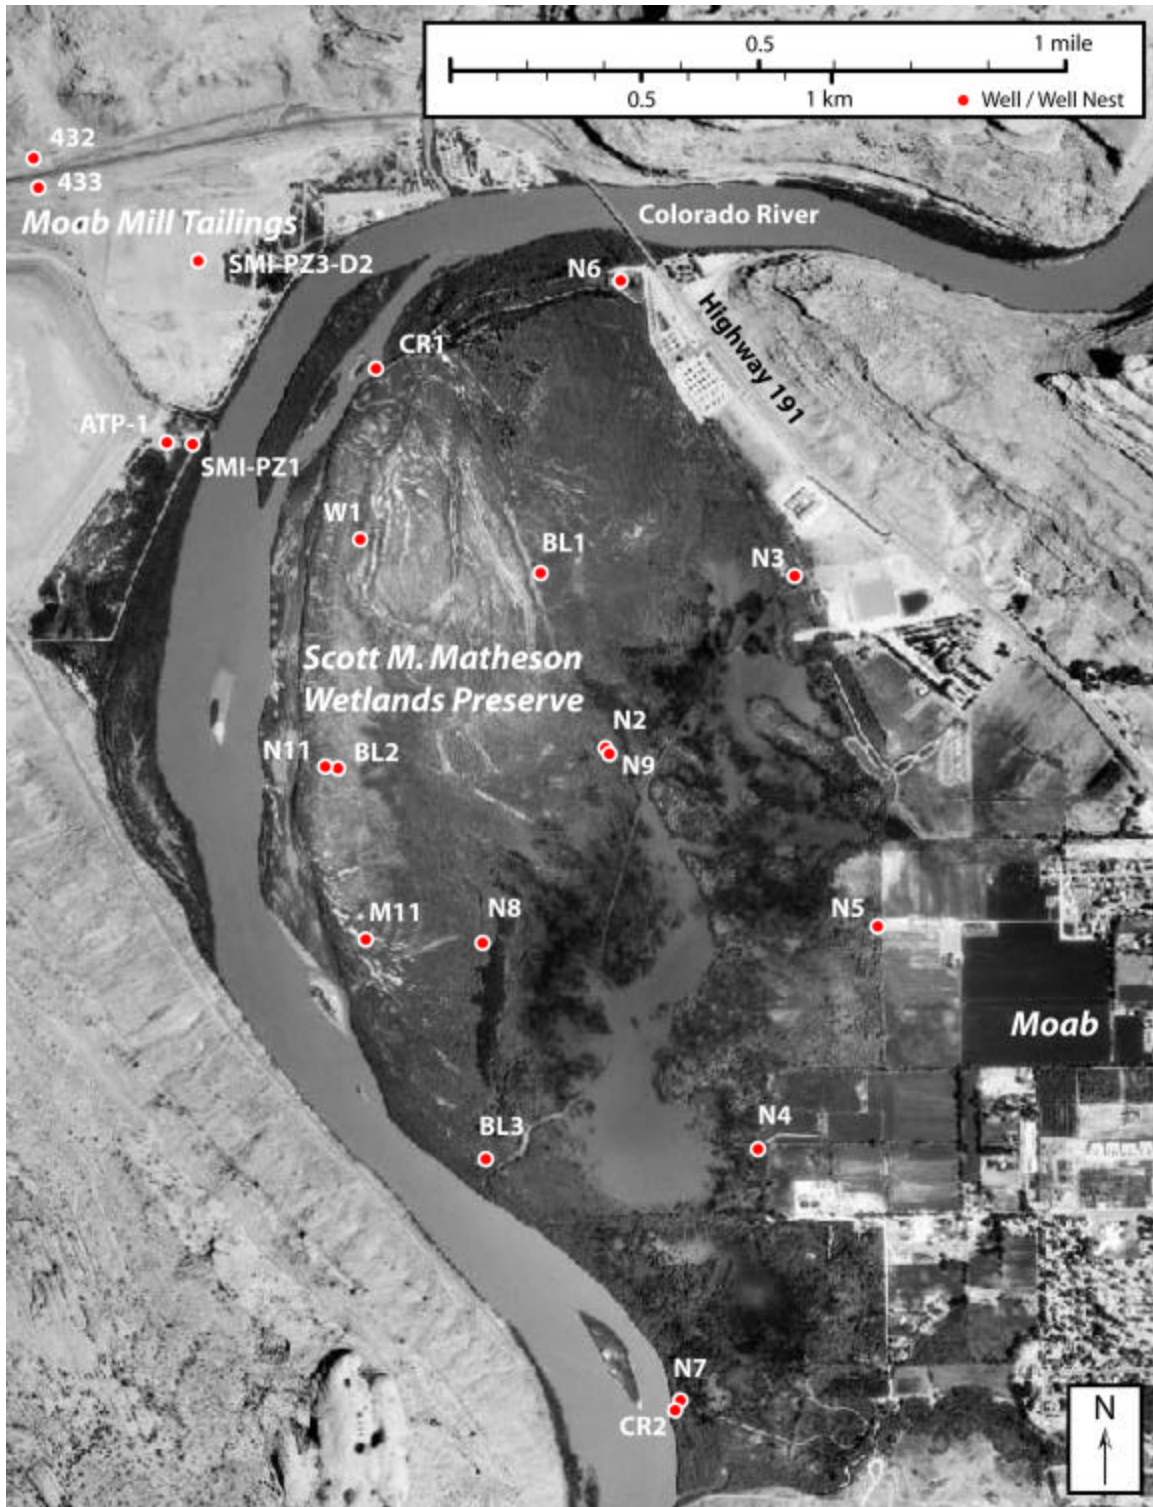 0.5
1 mile
0.5
1 km
Well / Well Nest
432
433
Moab Mill Tailings
SMI-PZ3-D2
Colorado River
N6
Highway 191
CR1
ATP-1
SMI-PZ1
W1
BL1
N3
Scott M. Matheson
Wetlands Preserve
N2
N11
BL2
N9
M11
N8
N5
Moab
N4
BL3
N7
CR2
N